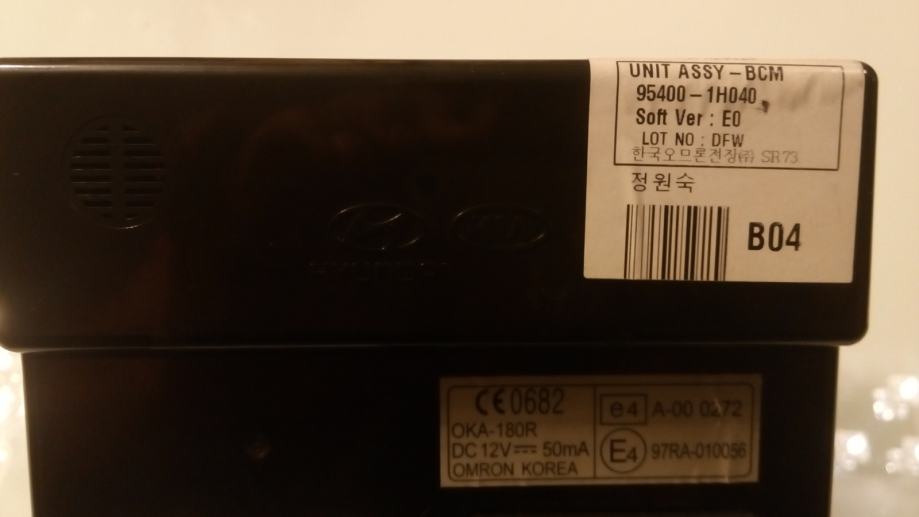 UNIT ASSY-BCM
95400-1H040
Soft Ver : E0
LOT NO : DFW
한국오므론전장(주) SR73
정원숙
B04
HYUNDAI
KIA
CE0682
OKA-180R
DC 12V 50mA
OMRON KOREA
e4 A-00 0272
E4 97RA-010056